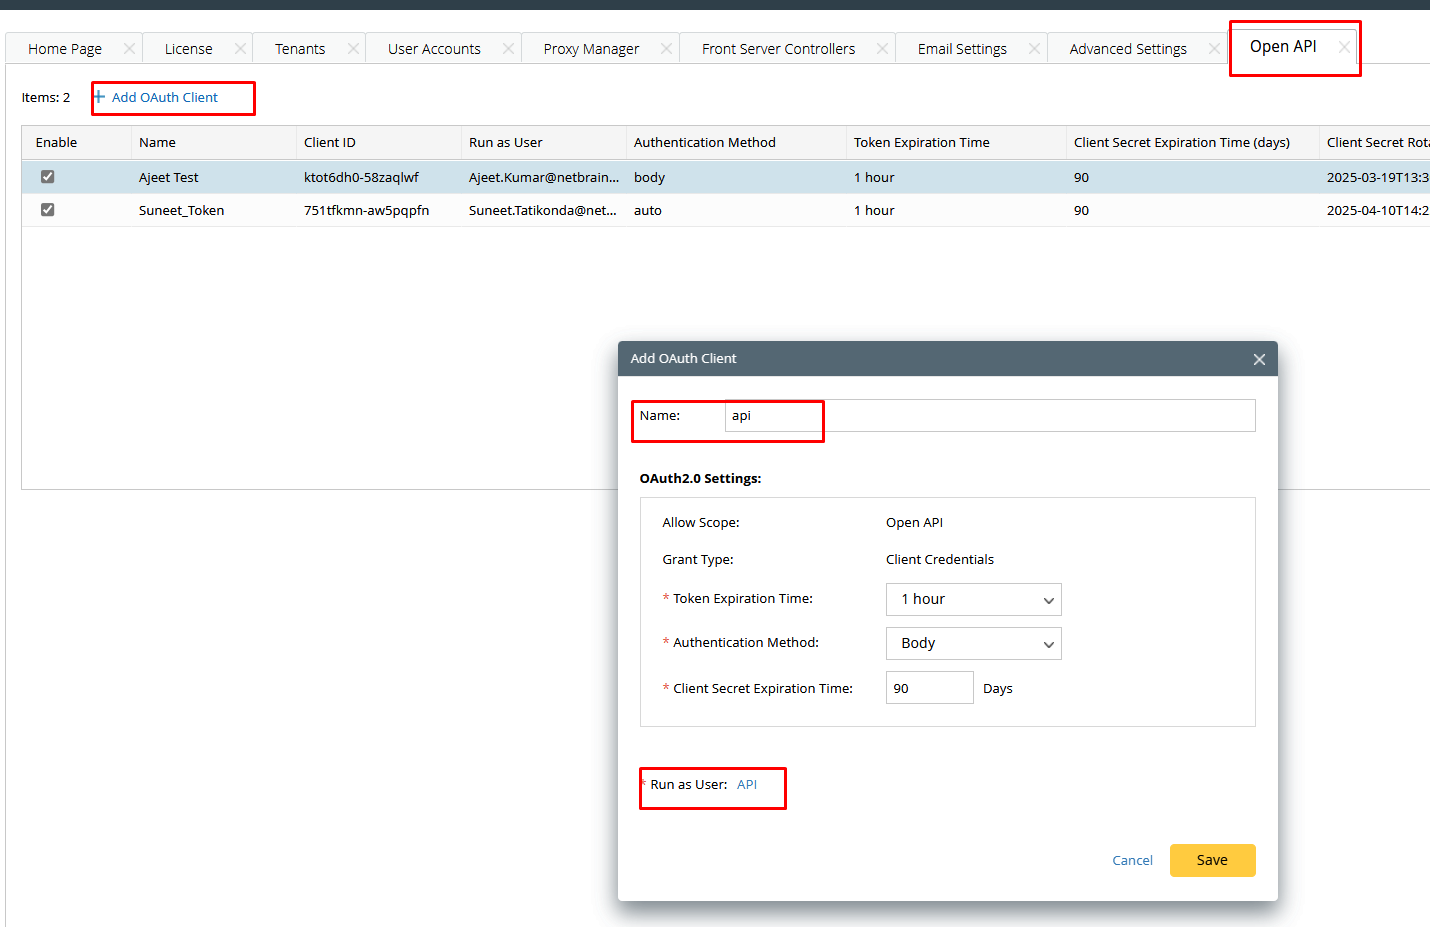 Home Page License Tenants User Accounts Proxy Manager Front Server Controllers Email Settings Advanced Settings Open API
Items: 2 + Add OAuth Client
Enable Name Client ID Run as User Authentication Method Token Expiration Time Client Secret Expiration Time (days) Client Secret Rota
Ajeet Test ktot6dh0-58zaqlwf Ajeet.Kumar@netbrain... body 1 hour 90 2025-03-19T13:3
Suneet_Token 751tfkmn-aw5pqpfn Suneet.Tatikonda@net... auto 1 hour 90 2025-04-10T14:2
Add OAuth Client
Name: api
OAuth2.0 Settings:
Allow Scope: Open API
Grant Type: Client Credentials
* Token Expiration Time: 1 hour
* Authentication Method: Body
* Client Secret Expiration Time: 90 Days
* Run as User: API
Cancel Save